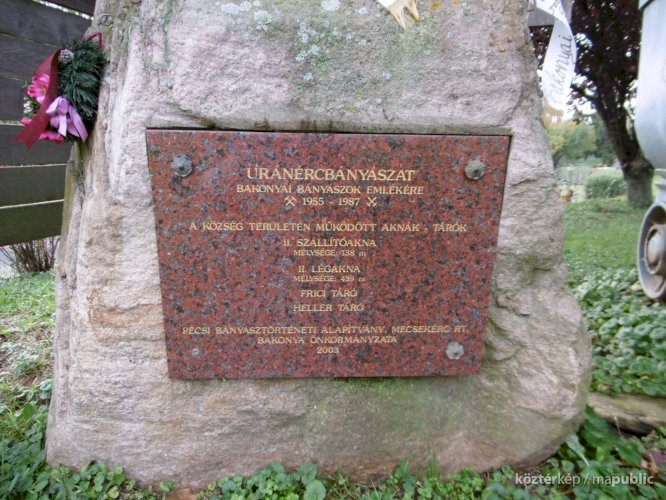 URÁNÉRCBÁNYÁSZAT
BAKONYAI BÁNYÁSZOK EMLÉKÉRE
1955 - 1987
A KÖZSÉG TERÜLETÉN MŰKÖDÖTT AKNÁK - TÁRÓK
II. SZÁLLÍTÓAKNA
MÉLYSÉGE: 138 m
II. LÉGAKNA
MÉLYSÉGE: 439 m
FRICI TÁRÓ
HELLER TÁRÓ
PÉCSI BÁNYÁSZTÖRTÉNETI ALAPÍTVÁNY, MECSEKÉRC RT.
BAKONYA ÖNKORMÁNYZATA
2003
köztérkép / mapublic